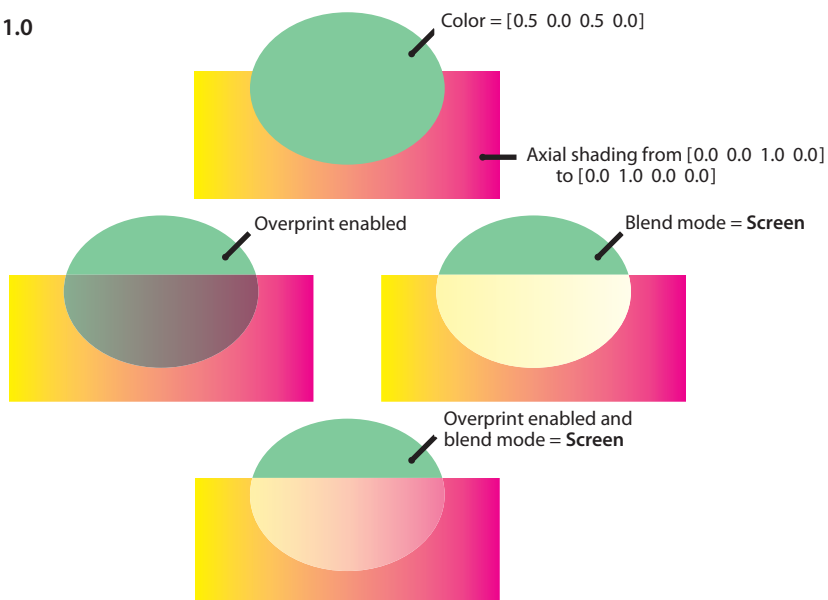 1.0
Color = [0.5 0.0 0.5 0.0]
Axial shading from [0.0 0.0 1.0 0.0]
to [0.0 1.0 0.0 0.0]
Overprint enabled
Blend mode = Screen
Overprint enabled and
blend mode = Screen